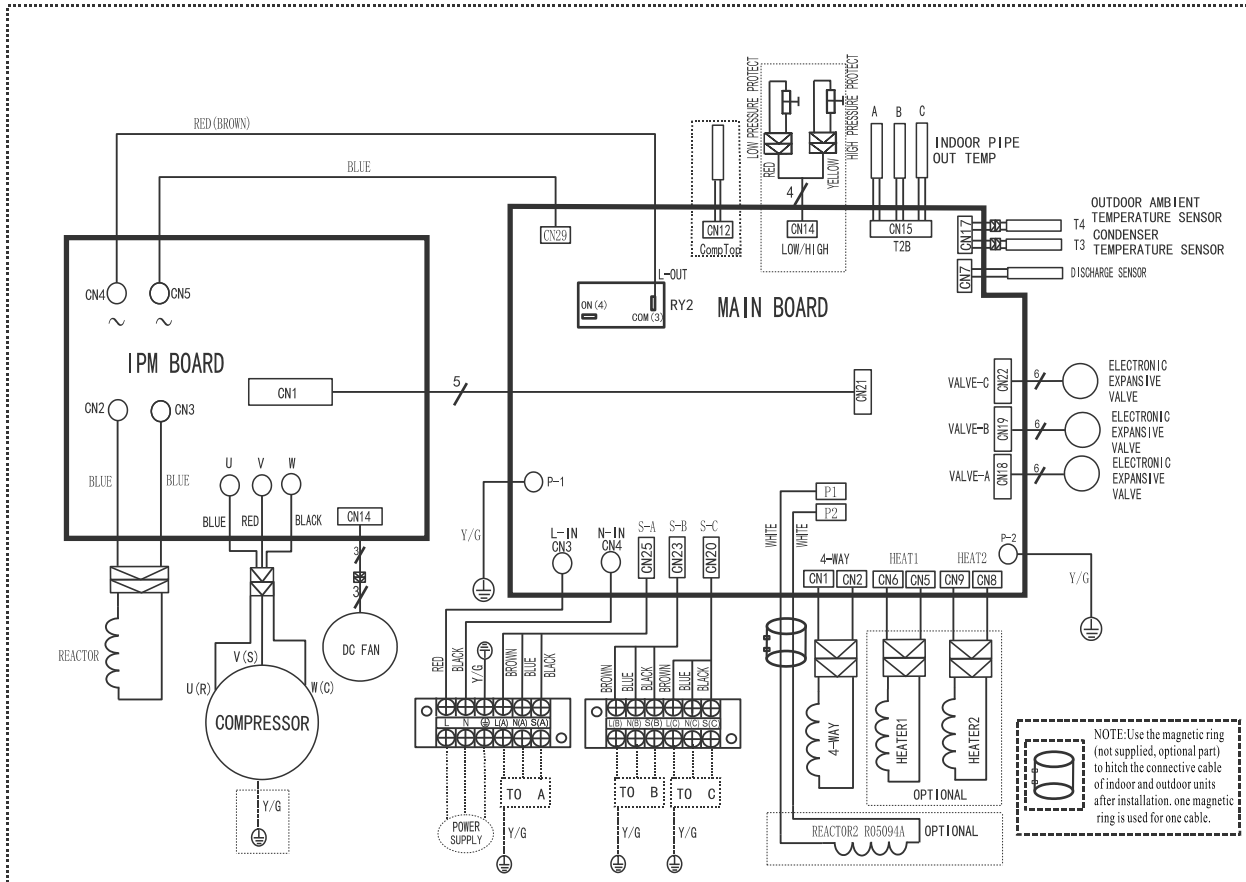 RED(BROWN)
BLUE
LOW PRESSURE PROTECT
HIGH PRESSURE PROTECT
RED
YELLOW
4
A B C
INDOOR PIPE
OUT TEMP
CN12
CompTop
CN14
LOW/HIGH
CN15
T2B
CN17
CN7
T4
OUTDOOR AMBIENT
TEMPERATURE SENSOR
T3
CONDENSER
TEMPERATURE SENSOR
DISCHARGE SENSOR
CN29
L-OUT
ON(4)
COM(3)
RY2
MAIN BOARD
CN4
CN5
~ ~
IPM BOARD
CN1
5
CN21
CN2
CN3
BLUE
BLUE
U V W
BLUE
RED
BLACK
CN14
3
3
DC FAN
REACTOR
U(R)
V(S)
W(C)
COMPRESSOR
Y/G
VALVE-C
CN22
6
ELECTRONIC
EXPANSIVE
VALVE
VALVE-B
CN19
6
ELECTRONIC
EXPANSIVE
VALVE
VALVE-A
CN18
6
ELECTRONIC
EXPANSIVE
VALVE
P-1
Y/G
L-IN
CN3
N-IN
CN4
S-A
CN25
S-B
CN23
S-C
CN20
P1
P2
WHITE
WHITE
4-WAY
CN1 CN2
HEAT1
CN6 CN5
HEAT2
CN9 CN8
P-2
Y/G
RED
BLACK
Y/G
BROWN
BLUE
BLACK
BROWN
BLUE
BLACK
BROWN
BLUE
BLACK
L N L(A) N(A) S(A)
L(B) N(B) S(B) L(C) N(C) S(C)
TO A
TO B
TO C
POWER
SUPPLY
Y/G
Y/G
Y/G
4-WAY
HEATER1
HEATER2
OPTIONAL
REACTOR2 R05094A
OPTIONAL
NOTE:Use the magnetic ring
(not supplied, optional part)
to hitch the connective cable
of indoor and outdoor units
after installation. one magnetic
ring is used for one cable.